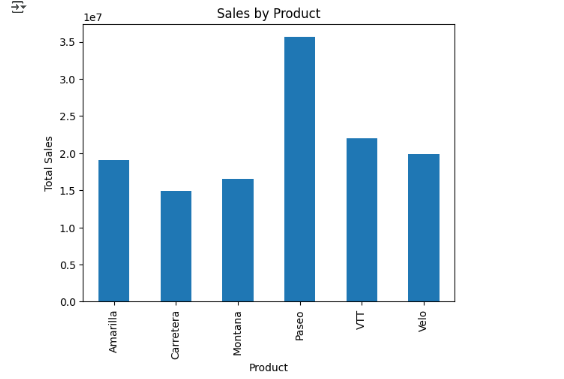 Sales by Product
1e7
3.5
3.0
2.5
2.0
1.5
1.0
0.5
0.0
Total Sales
Amarilla
Carretera
Montana
Paseo
VTT
Velo
Product